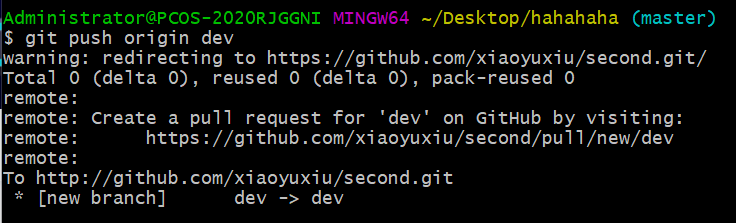 Administrator@PCOS-2020RJGGNI MINGW64 ~/Desktop/hahahaha (master)
$ git push origin dev
warning: redirecting to https://github.com/xiaoyuxiu/second.git/
Total 0 (delta 0), reused 0 (delta 0), pack-reused 0
remote:
remote: Create a pull request for 'dev' on GitHub by visiting:
remote:      https://github.com/xiaoyuxiu/second/pull/new/dev
remote:
To http://github.com/xiaoyuxiu/second.git
 * [new branch]      dev -> dev